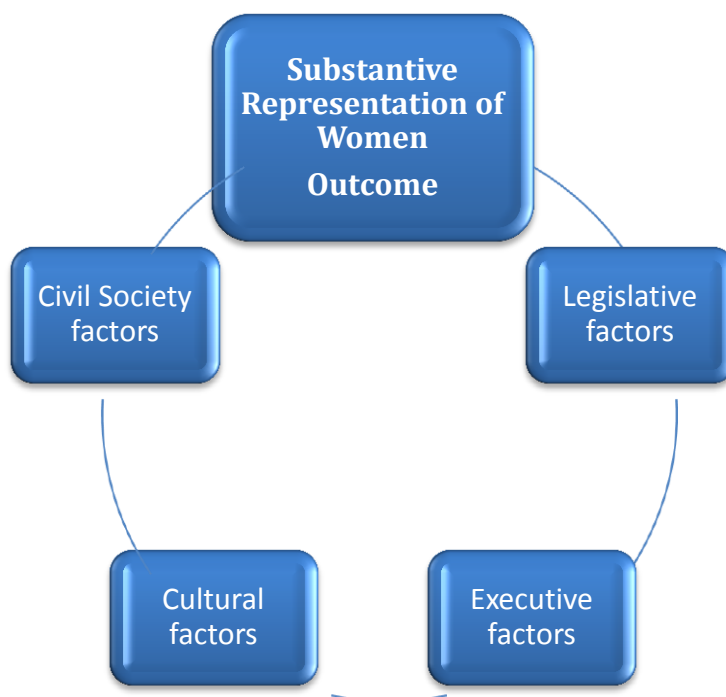 Substantive
Representation of
Women
Outcome
Civil Society
factors
Legislative
factors
Cultural
factors
Executive
factors